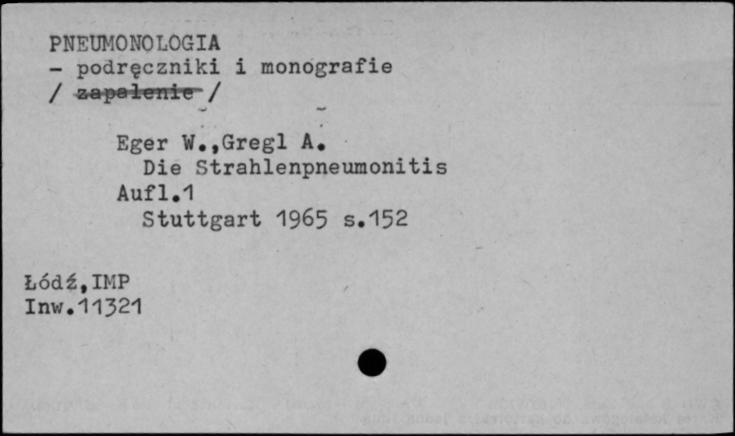 PNEUMONOLOGIA
- podręczniki i monografie
/ zapalenie /
Eger W.,Gregl A.
Die Strahlenpneumonitis
Aufl.1
Stuttgart 1965 s.152
Łódź,IMP
Inw.11321